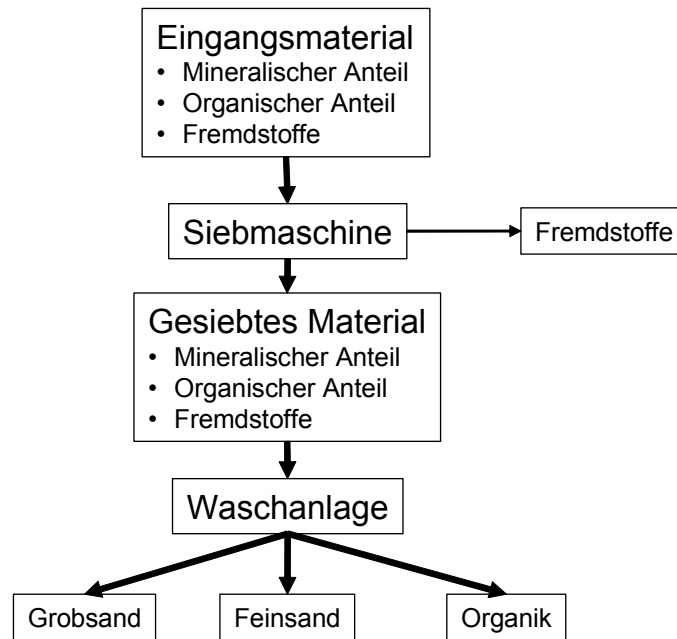 Eingangsmaterial
• Mineralischer Anteil
• Organischer Anteil
• Fremdstoffe
Siebmaschine
Fremdstoffe
Gesiebtes Material
• Mineralischer Anteil
• Organischer Anteil
• Fremdstoffe
Waschanlage
Grobsand
Feinsand
Organik